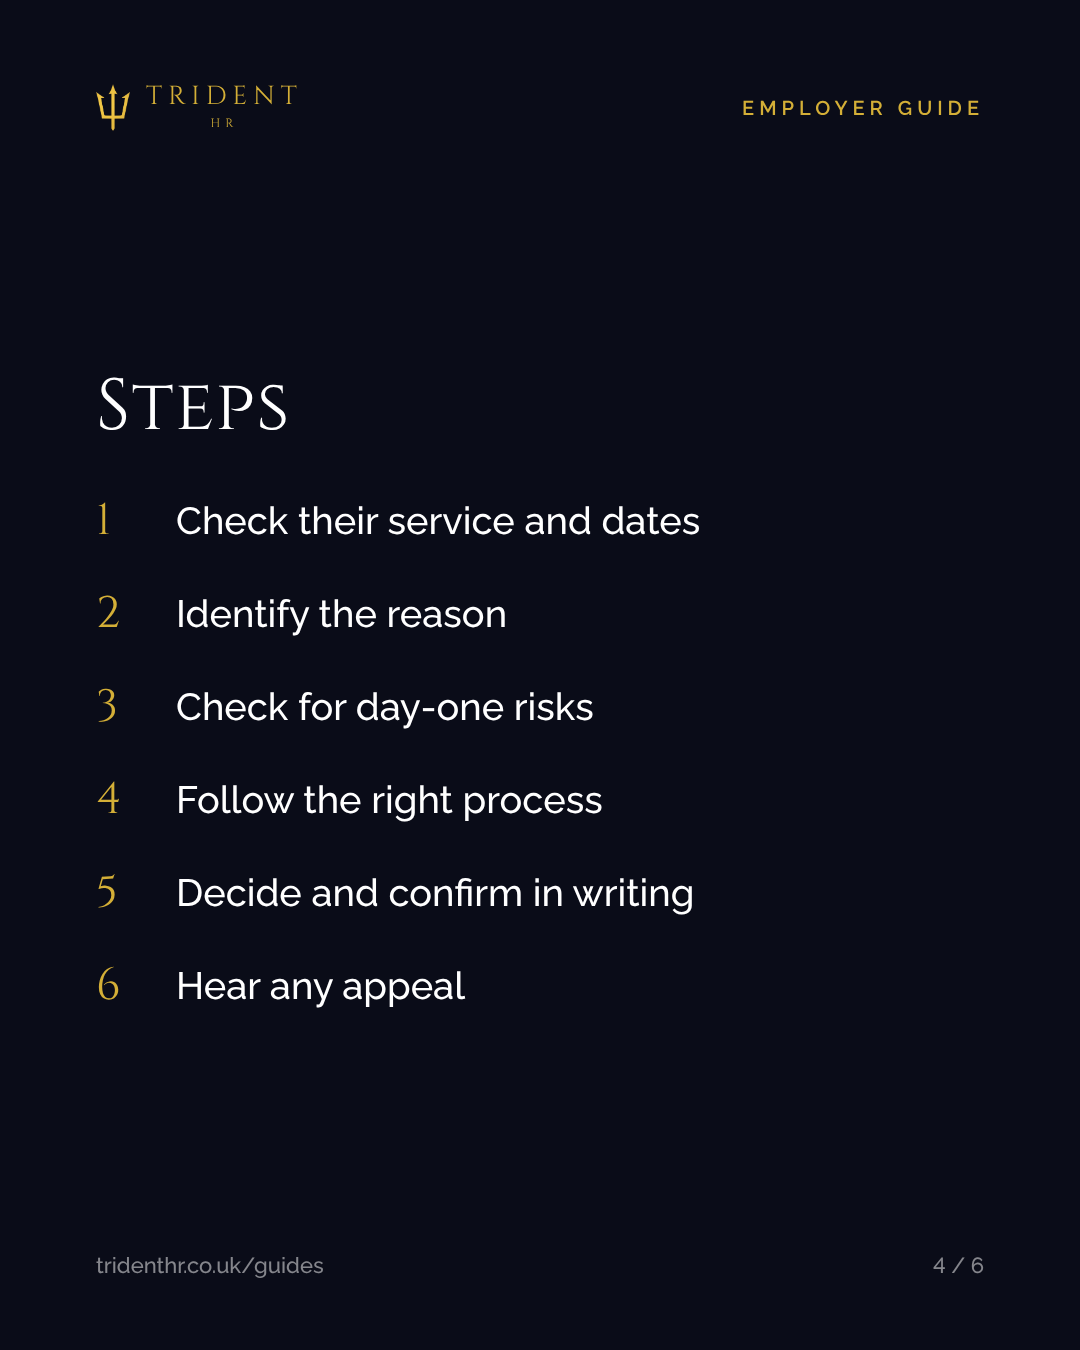 TRIDENT
HR
EMPLOYER GUIDE
Steps
1 Check their service and dates
2 Identify the reason
3 Check for day-one risks
4 Follow the right process
5 Decide and confirm in writing
6 Hear any appeal
tridenthr.co.uk/guides
4 / 6